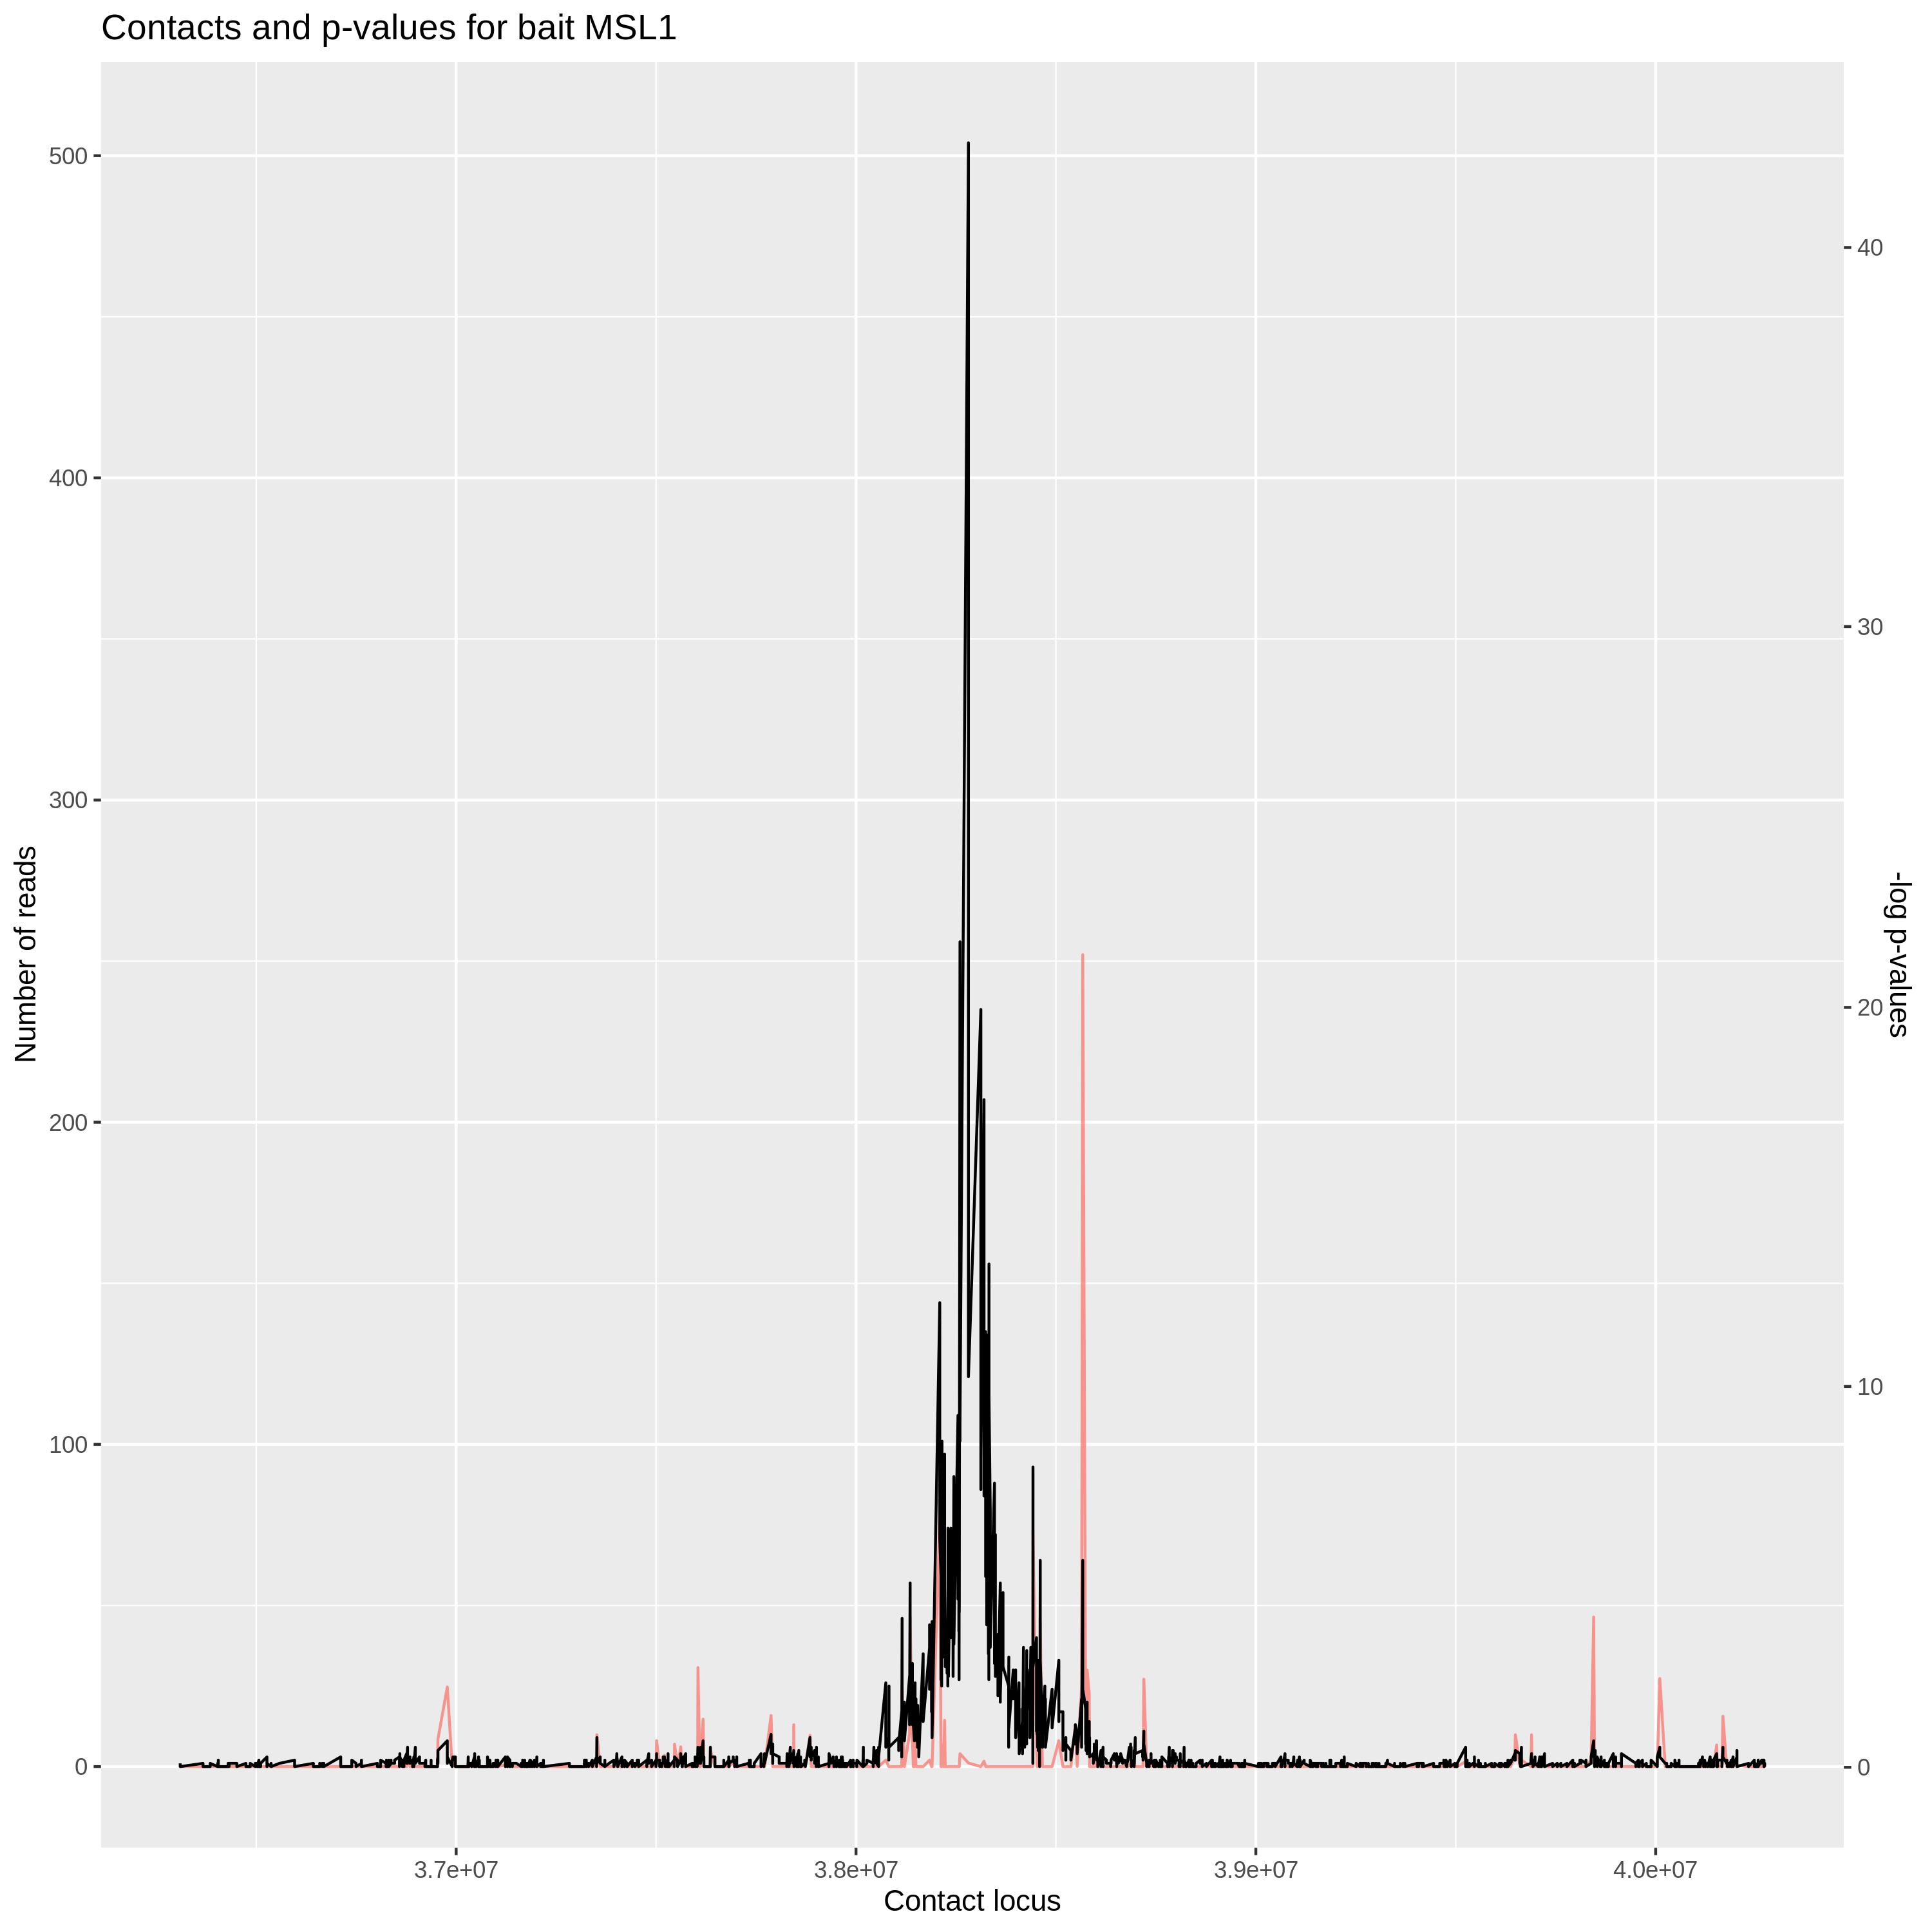 Contacts and p-values for bait MSL1
500
400
300
200
100
0
Number of reads
40
30
20
10
0
-log p-values
3.7e+07
3.8e+07
3.9e+07
4.0e+07
Contact locus